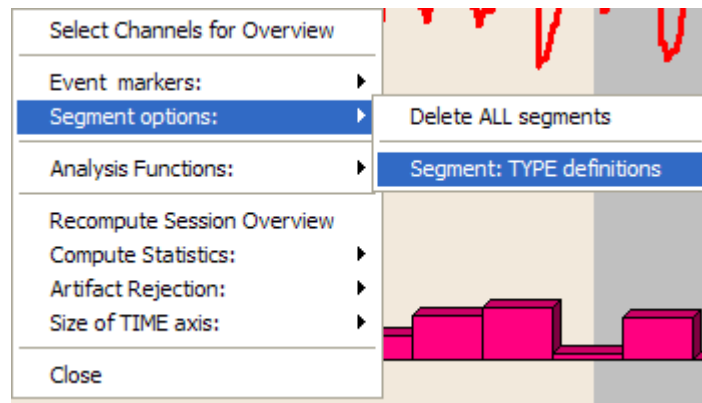 Select Channels for Overview
Event markers:
Segment options:
Delete ALL segments
Analysis Functions:
Segment: TYPE definitions
Recompute Session Overview
Compute Statistics:
Artifact Rejection:
Size of TIME axis:
Close